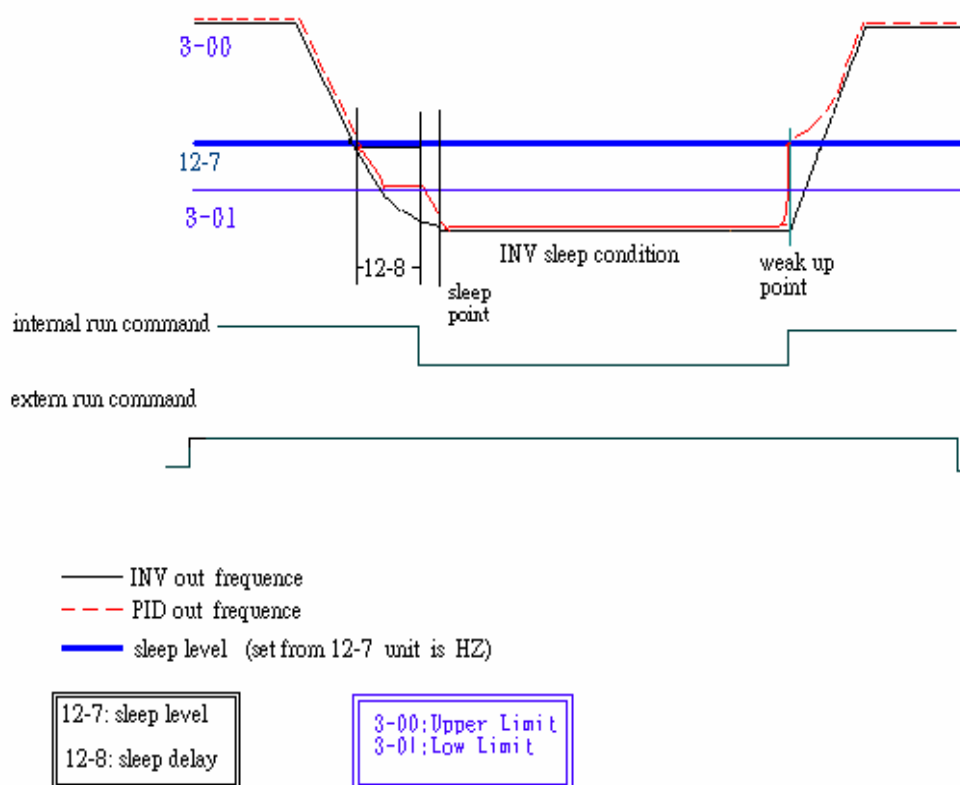 3-00
12-7
3-01
12-8
INV sleep condition
sleep
point
weak up
point
internal run command
extern run command
INV out frequence
PID out frequence
sleep level (set from 12-7 unit is HZ)
12-7: sleep level
12-8: sleep delay
3-00:Upper Limit
3-01:Low Limit